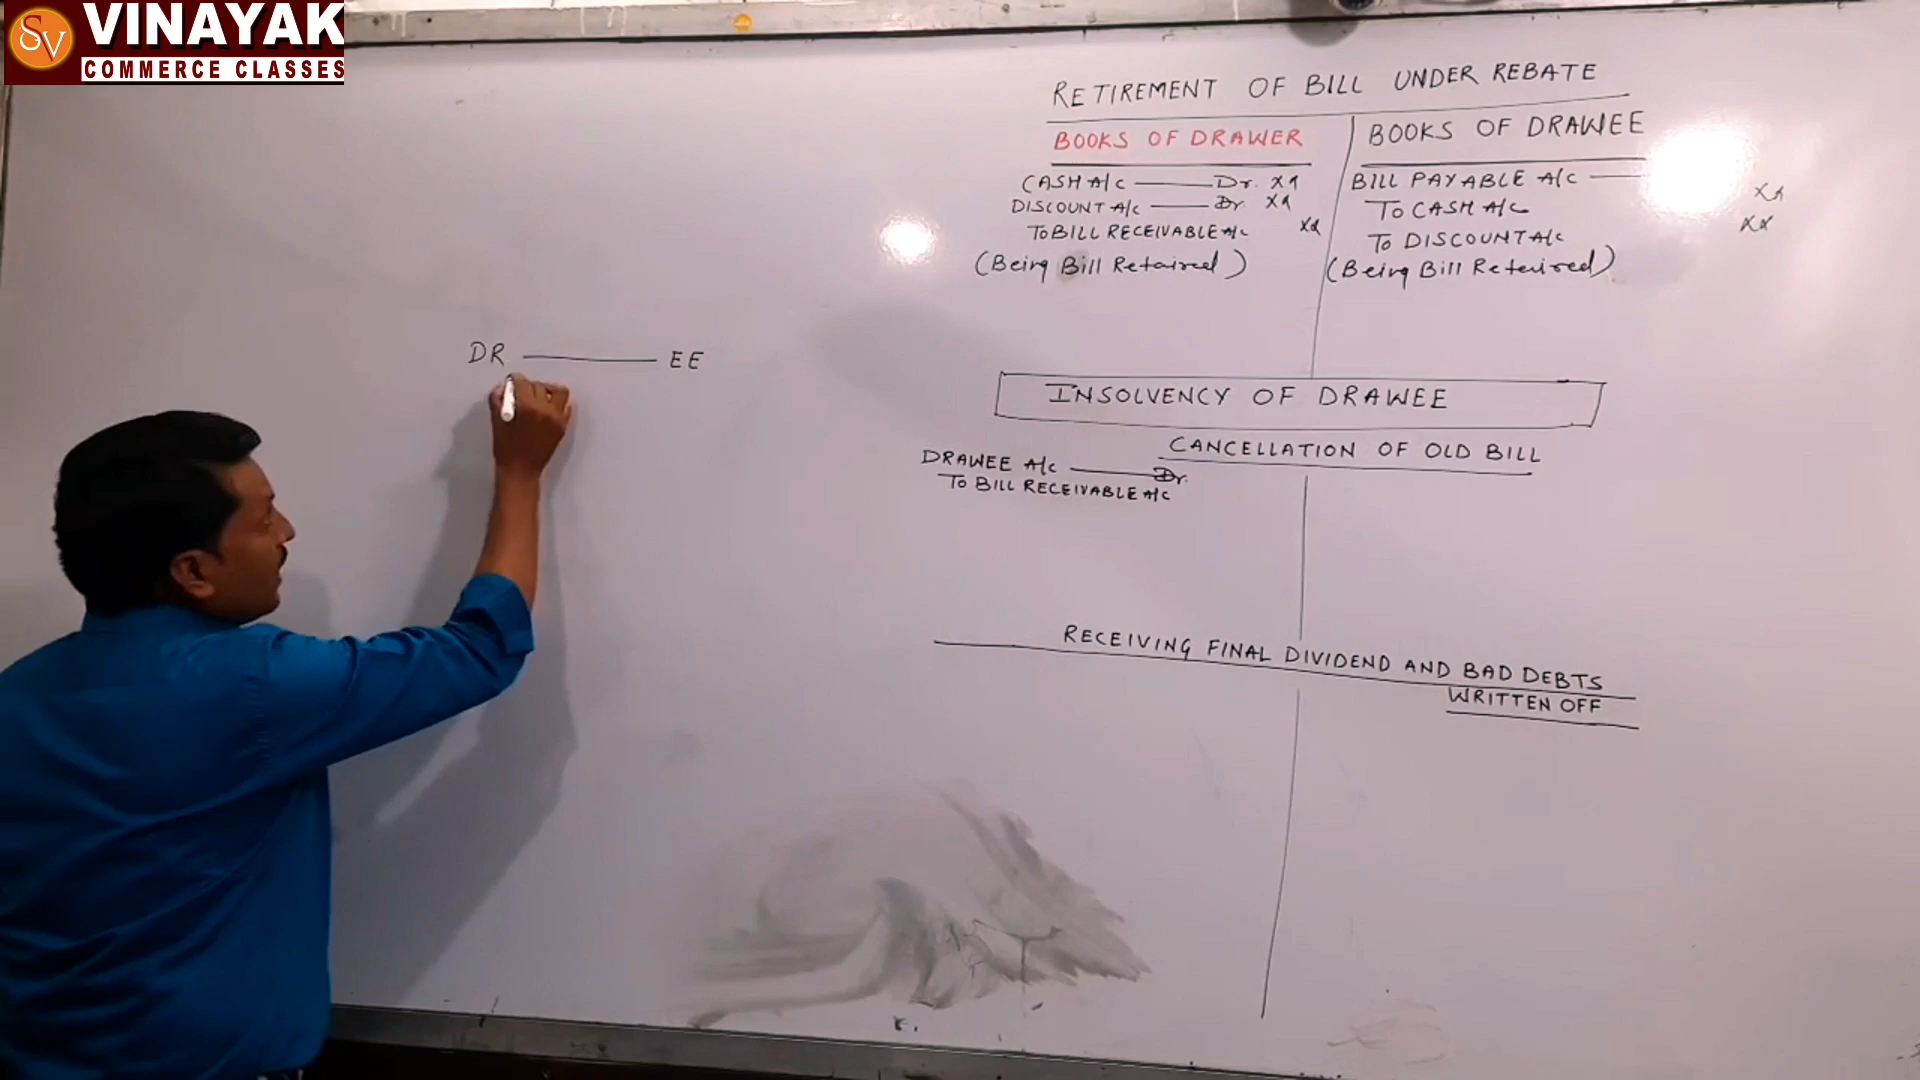 SV VINAYAK
COMMERCE CLASSES
RETIREMENT OF BILL UNDER REBATE
BOOKS OF DRAWER
CASH A/c ——— Dr. XX
DISCOUNT A/c ——— Dr XX
TO BILL RECEIVABLE A/c XX
(Being Bill Retaired)
BOOKS OF DRAWEE
BILL PAYABLE A/c ———
TO CASH A/c XX
TO DISCOUNT A/c XX
(Being Bill Retired)
DR ——— EE
INSOLVENCY OF DRAWEE
CANCELLATION OF OLD BILL
DRAWEE A/c ——— Dr.
TO BILL RECEIVABLE A/c
RECEIVING FINAL DIVIDEND AND BAD DEBTS
WRITTEN OFF